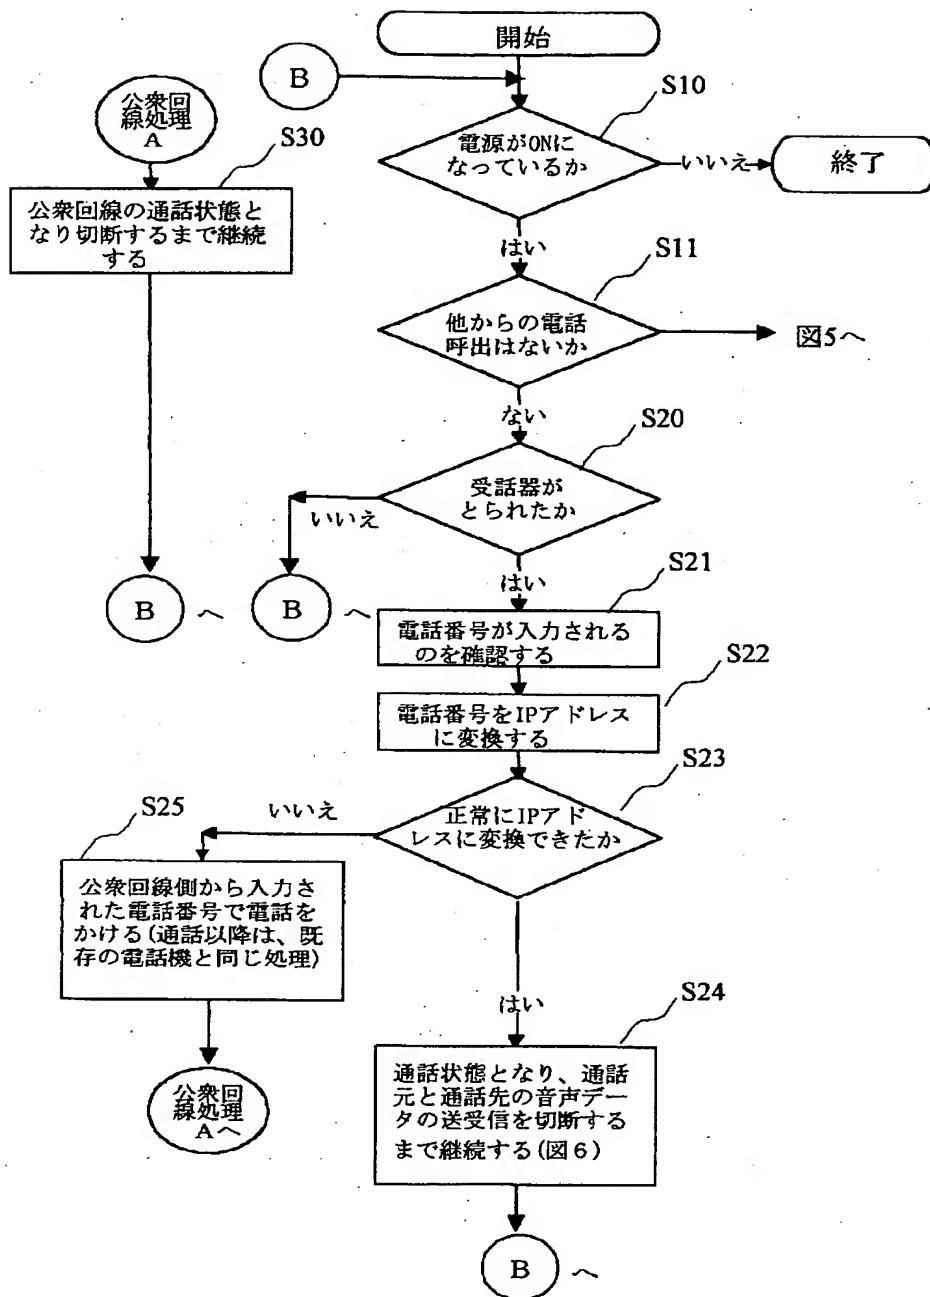 開始
B
S10
公衆回
線処理
A
S30
電源がONに
なっているか
いいえ
終了
公衆回線の通話状態と
なり切断するまで継続
する
はい
S11
他からの電話
呼出はないか
図5へ
ない
S20
受話器が
とられたか
いいえ
はい
S21
B へ
B へ
電話番号が入力される
のを確認する
S22
電話番号をIPアドレス
に変換する
S23
いいえ
正常にIPアド
レスに変換できたか
S25
公衆回線側から入力さ
れた電話番号で電話を
かける(通話以降は、既
存の電話機と同じ処理)
はい
S24
公衆回
線処理
Aへ
通話状態となり、通話
元と通話先の音声デー
タの送受信を切断する
まで継続する(図6)
B へ